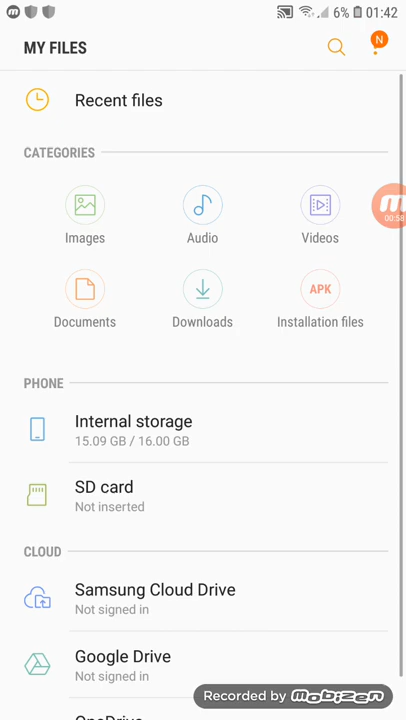 6% 01:42
MY FILES
N
Recent files
CATEGORIES
Images
Audio
Videos
00:58
Documents
Downloads
APK
Installation files
PHONE
Internal storage
15.09 GB / 16.00 GB
SD card
Not inserted
CLOUD
Samsung Cloud Drive
Not signed in
Google Drive
Not signed in
Recorded by mobizen
OneDrive